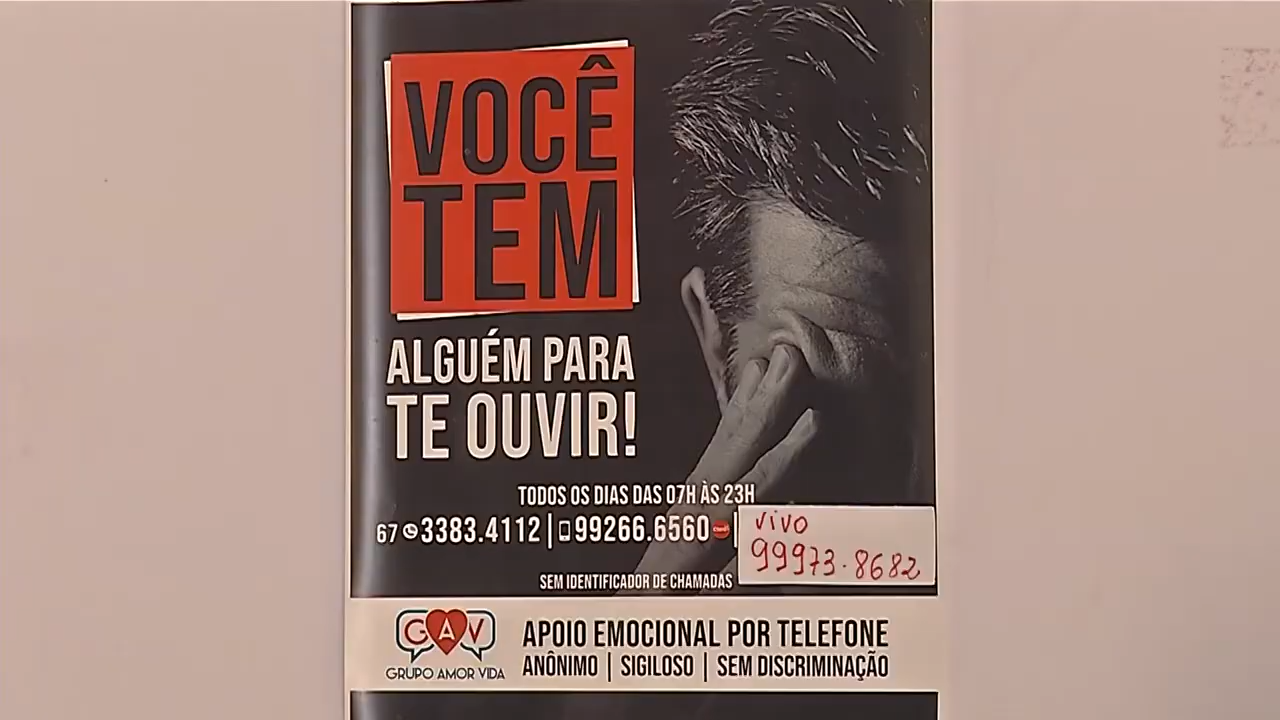 VOCÊ
TEM
ALGUÉM PARA
TE OUVIR!
TODOS OS DIAS DAS 07H ÀS 23H
67 3383.4112 | 99266.6560 Claro |
VIVO
99973-8682
SEM IDENTIFICADOR DE CHAMADAS
GAV
GRUPO AMOR VIDA
APOIO EMOCIONAL POR TELEFONE
ANÔNIMO | SIGILOSO | SEM DISCRIMINAÇÃO